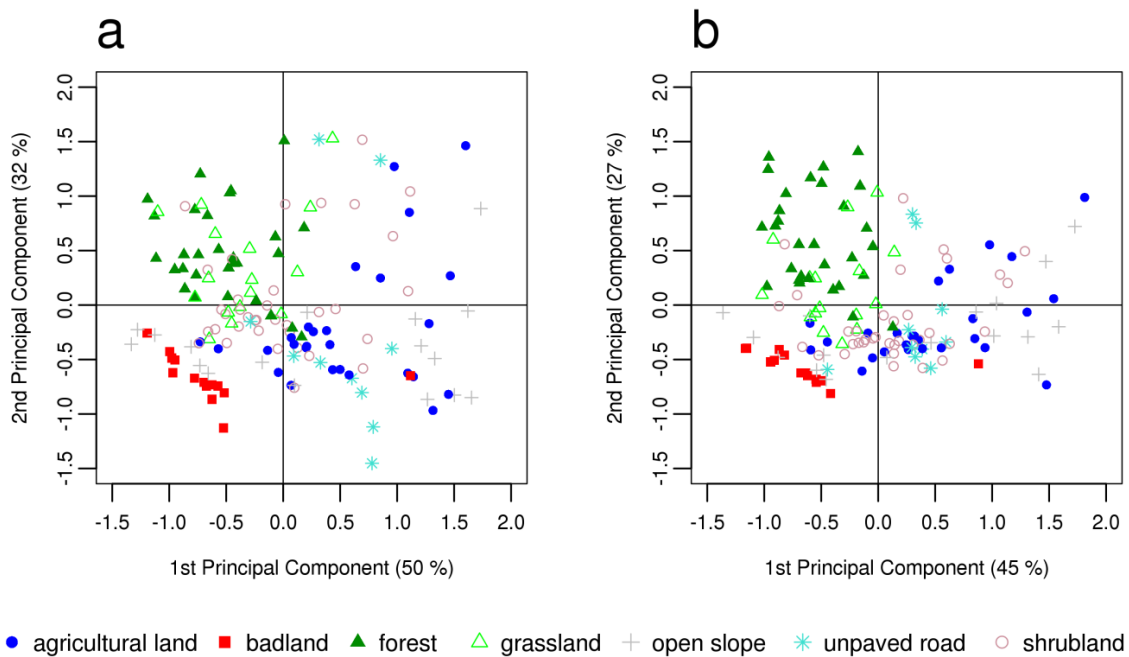 a
b
2nd Principal Component (32 %)
2.0
1.5
1.0
0.5
0.0
-0.5
-1.0
-1.5
-1.5 -1.0 -0.5 0.0 0.5 1.0 1.5 2.0
1st Principal Component (50 %)
2nd Principal Component (27 %)
2.0
1.5
1.0
0.5
0.0
-0.5
-1.0
-1.5
-1.5 -1.0 -0.5 0.0 0.5 1.0 1.5 2.0
1st Principal Component (45 %)
agricultural land badland forest grassland open slope unpaved road shrubland